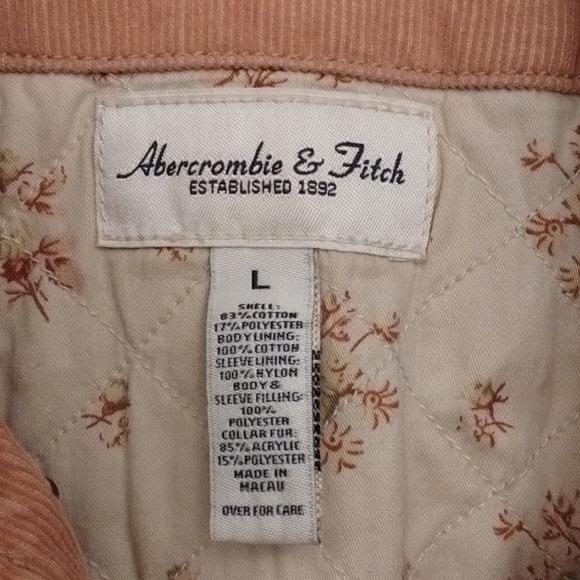 Abercrombie & Fitch
ESTABLISHED 1892
L
SHELL:
83% COTTON
17% POLYESTER
BODY LINING:
100% COTTON
SLEEVE LINING:
100% NYLON
BODY &
SLEEVE FILLING:
100%
POLYESTER
COLLAR FUR:
85% ACRYLIC
15% POLYESTER
MADE IN
MACAU
OVER FOR CARE